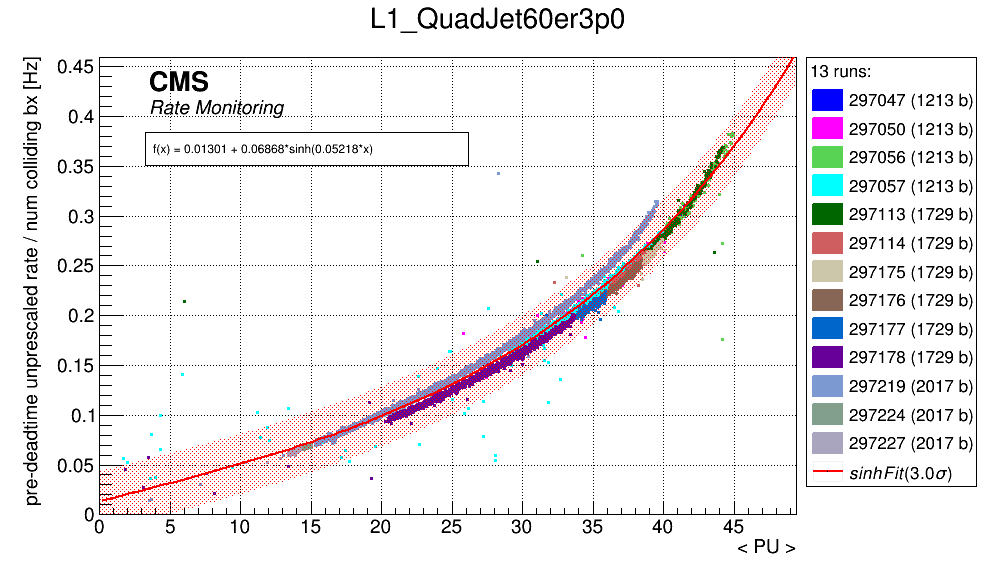 L1_QuadJet60er3p0
pre-deadtime unprescaled rate / num colliding bx [Hz]
0.45
0.4
0.35
0.3
0.25
0.2
0.15
0.1
0.05
0
CMS
Rate Monitoring
f(x) = 0.01301 + 0.06868*sinh(0.05218*x)
0 5 10 15 20 25 30 35 40 45
< PU >
13 runs:
297047 (1213 b)
297050 (1213 b)
297056 (1213 b)
297057 (1213 b)
297113 (1729 b)
297114 (1729 b)
297175 (1729 b)
297176 (1729 b)
297177 (1729 b)
297178 (1729 b)
297219 (2017 b)
297224 (2017 b)
297227 (2017 b)
sinhFit(3.0σ)